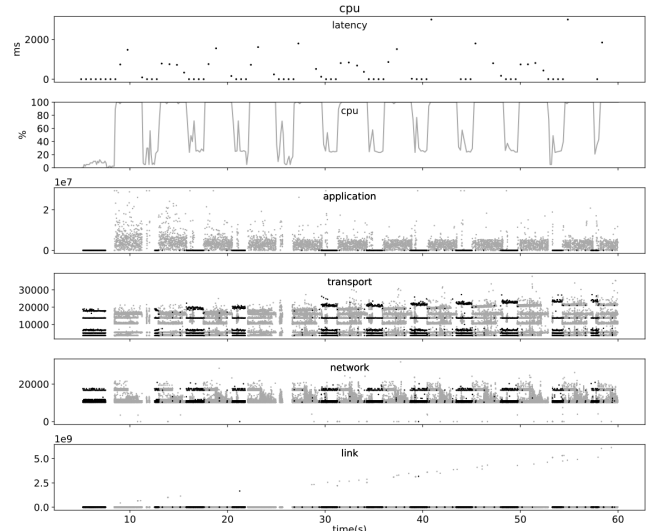 cpu
latency
2000
ms
0
100
cpu
80
60
%
40
20
0
1e7
application
2
0
transport
30000
20000
10000
network
20000
0
1e9
link
5.0
2.5
0.0
10 20 30 40 50 60
time(s)